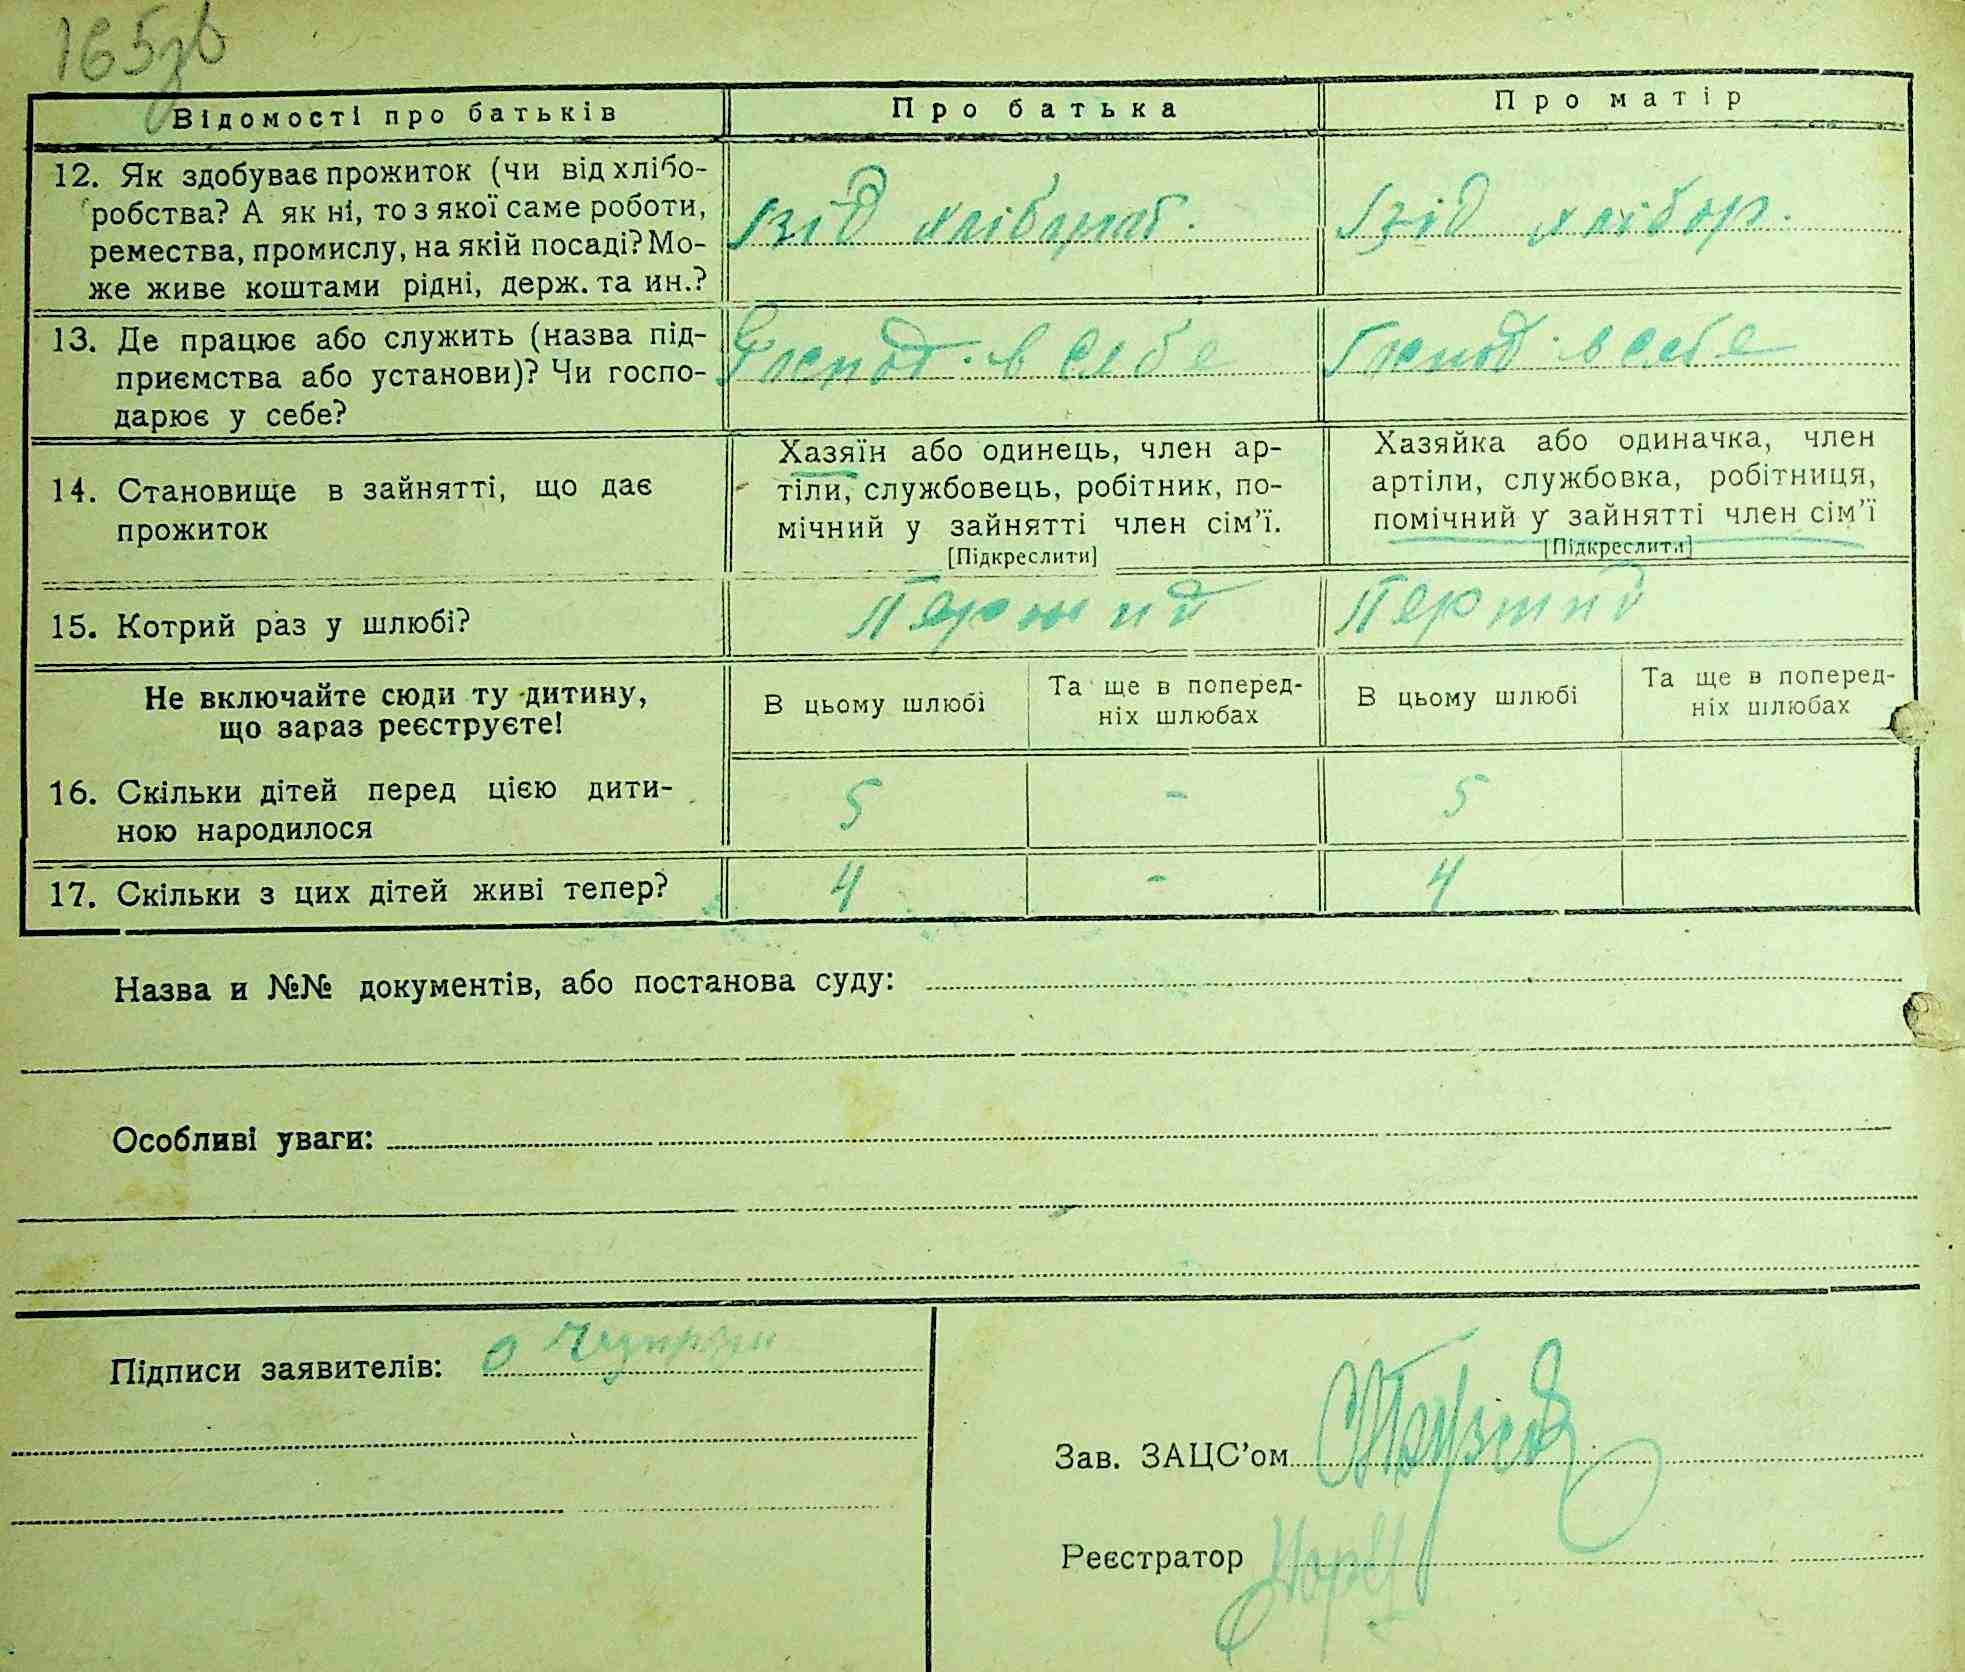 165зв
Відомості про батьків
Про батька
Про матір
12. Як здобуває прожиток (чи від хлібо-
робства? А як ні, то з якої саме роботи,
ремества, промислу, на якій посаді? Мо-
же живе коштами рідні, держ. та ин.?
від хлібороб.
від хлібор.
13. Де працює або служить (назва під-
приємства або установи)? Чи госпо-
дарює у себе?
Господ. в себе
Господ. в себе
14. Становище в зайнятті, що дає
прожиток
Хазяїн або одинець, член ар-
тіли, службовець, робітник, по-
мічний у зайнятті член сім’ї.
[Підкреслити]
Хазяйка або одиначка, член
артіли, службовка, робітниця,
помічний у зайнятті член сім’ї
[Підкреслити]
15. Котрий раз у шлюбі?
Перший
Перший
Не включайте сюди ту дитину,
що зараз реєструєте!
В цьому шлюбі
Та ще в поперед-
ніх шлюбах
В цьому шлюбі
Та ще в поперед-
ніх шлюбах
16. Скільки дітей перед цією дити-
ною народилося
5 - 5
17. Скільки з цих дітей живі тепер?
4 - 4
Назва и №№ документів, або постанова суду:
Особливі уваги:
Підписи заявителів:
Зав. ЗАЦС’ом
Реєстратор